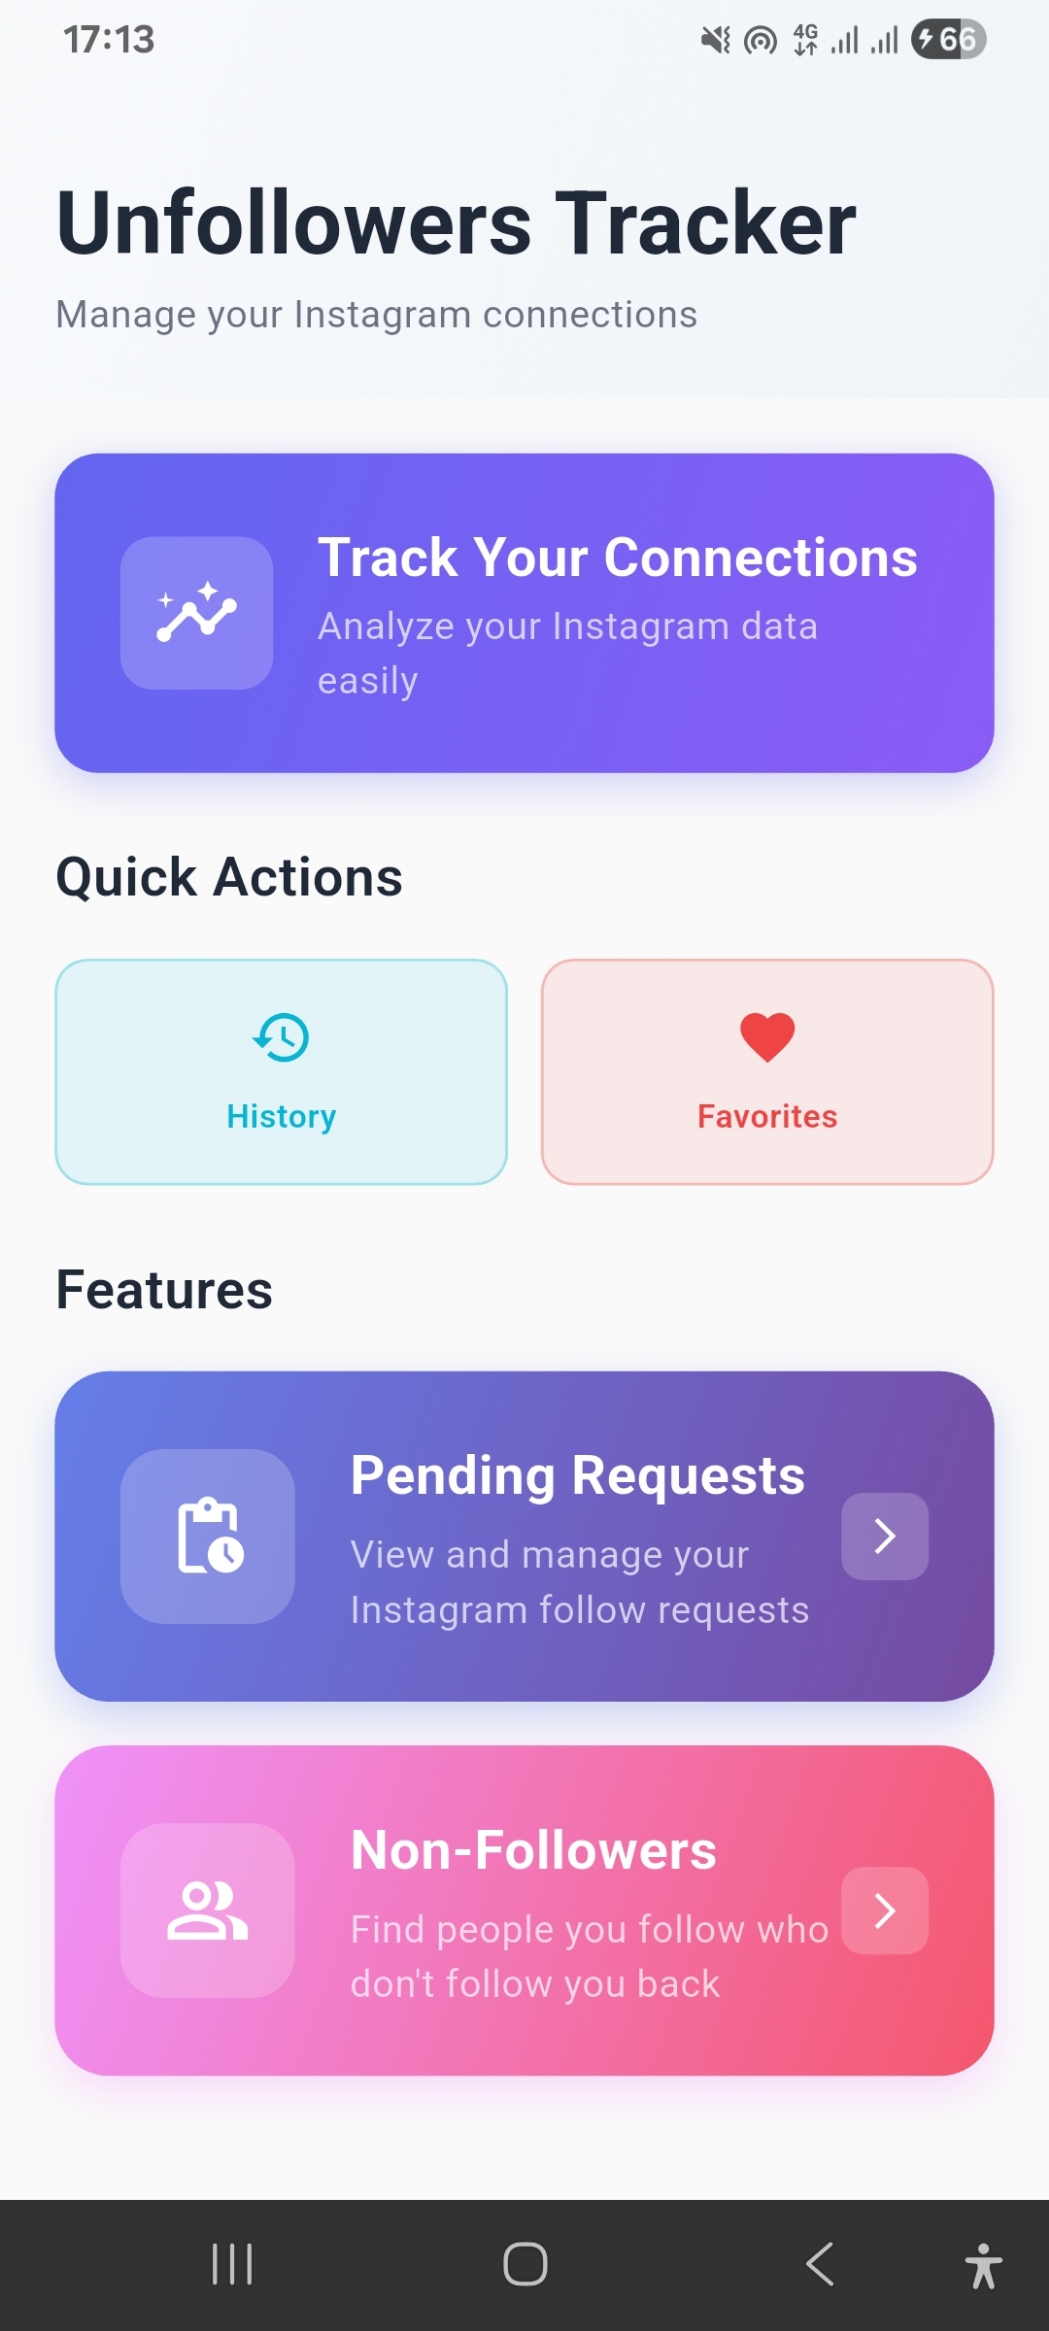 17:13
4G
66
Unfollowers Tracker
Manage your Instagram connections
Track Your Connections
Analyze your Instagram data
easily
Quick Actions
History
Favorites
Features
Pending Requests
View and manage your
Instagram follow requests
Non-Followers
Find people you follow who
don't follow you back